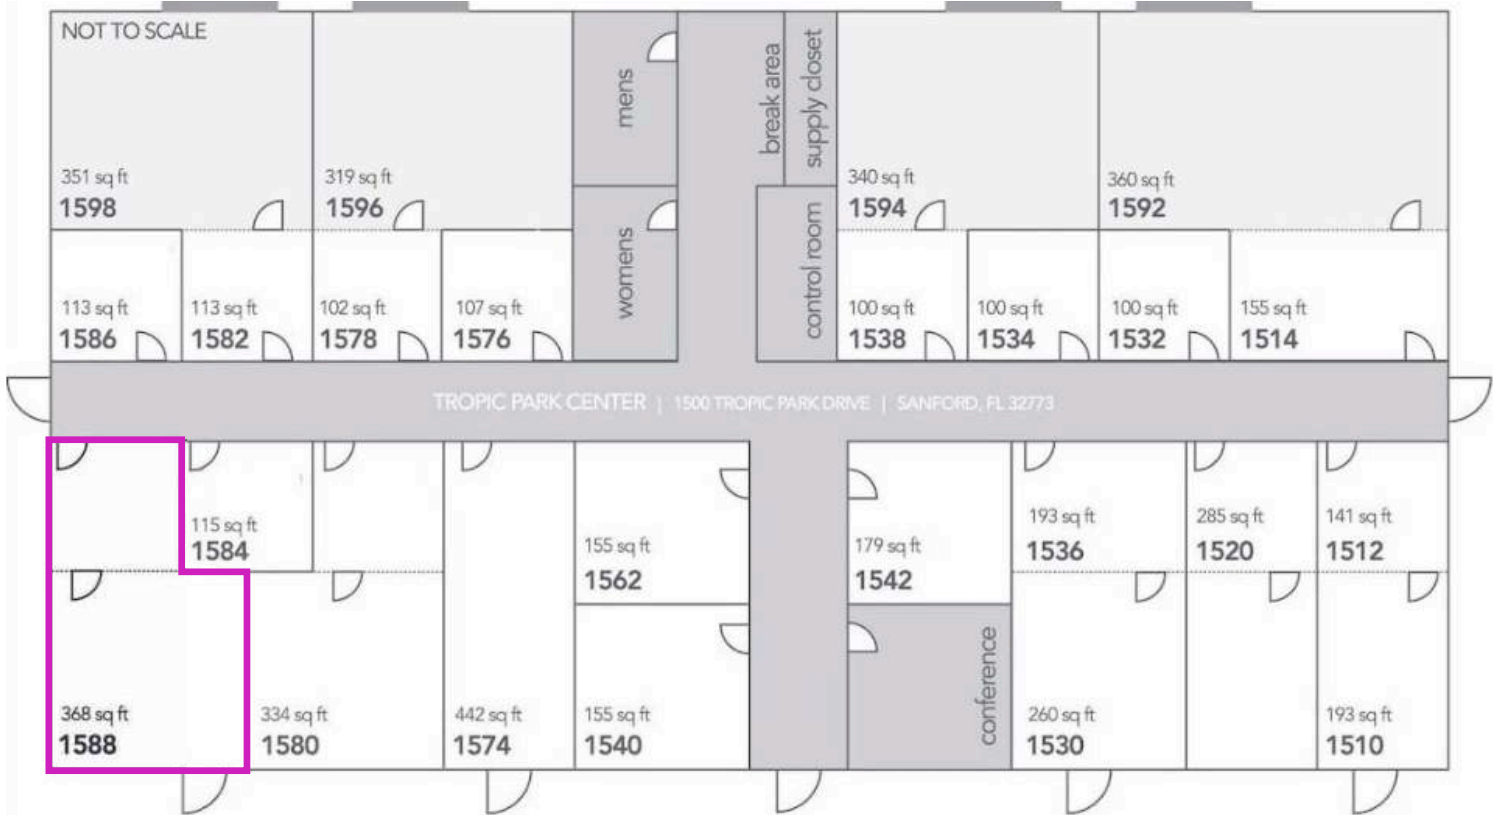 NOT TO SCALE
mens
break area
supply closet
351 sq ft
1598
319 sq ft
1596
340 sq ft
1594
360 sq ft
1592
womens
control room
113 sq ft
1586
113 sq ft
1582
102 sq ft
1578
107 sq ft
1576
100 sq ft
1538
100 sq ft
1534
100 sq ft
1532
155 sq ft
1514
TROPIC PARK CENTER | 1500 TROPIC PARK DRIVE | SANFORD, FL 32773
115 sq ft
1584
155 sq ft
1562
179 sq ft
1542
193 sq ft
1536
285 sq ft
1520
141 sq ft
1512
368 sq ft
1588
334 sq ft
1580
442 sq ft
1574
155 sq ft
1540
conference
260 sq ft
1530
193 sq ft
1510